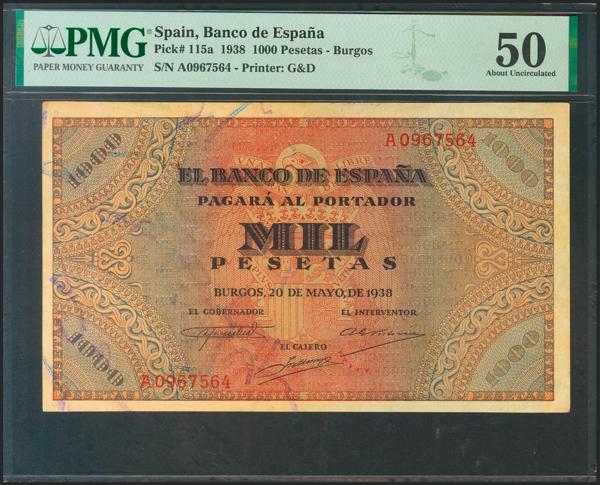 PMG
PAPER MONEY GUARANTY
Spain, Banco de España
Pick# 115a 1938 1000 Pesetas - Burgos
S/N A0967564 - Printer: G&D
50
About Uncirculated
A0967564
1000
UNA LIBRE
EL BANCO DE ESPAÑA
PAGARÁ AL PORTADOR
MIL
PESETAS
BURGOS, 20 DE MAYO, DE 1938
EL GOBERNADOR EL INTERVENTOR
EL CAJERO
A0967564
1000